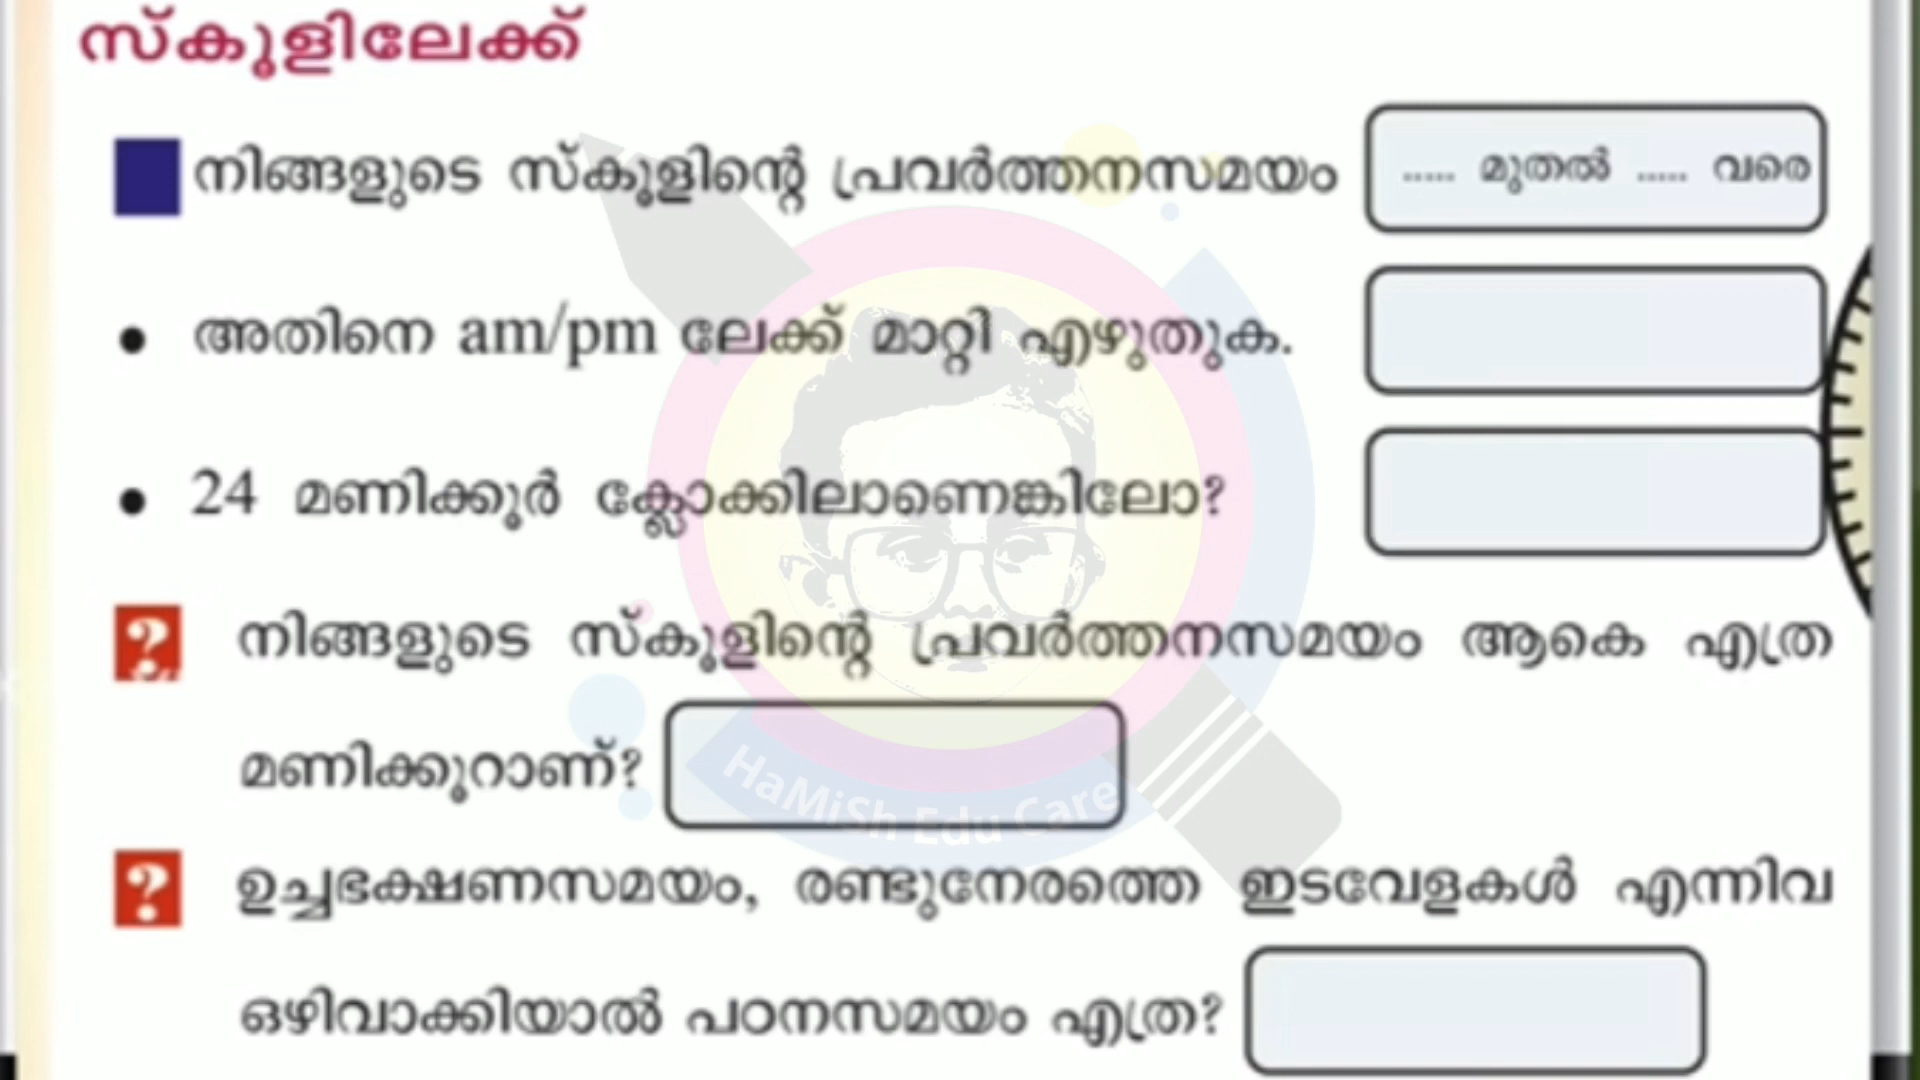 സ്കൂളിലേക്ക്
നിങ്ങളുടെ സ്കൂളിന്റെ പ്രവർത്തനസമയം ..... മുതൽ ..... വരെ
• അതിനെ am/pm ലേക്ക് മാറ്റി എഴുതുക.
• 24 മണിക്കൂർ ക്ലോക്കിലാണെങ്കിലോ?
? നിങ്ങളുടെ സ്കൂളിന്റെ പ്രവർത്തനസമയം ആകെ എത്ര
മണിക്കൂറാണ്?
HaMiSh Edu Care
? ഉച്ചഭക്ഷണസമയം, രണ്ടുനേരത്തെ ഇടവേളകൾ എന്നിവ
ഒഴിവാക്കിയാൽ പഠനസമയം എത്ര?